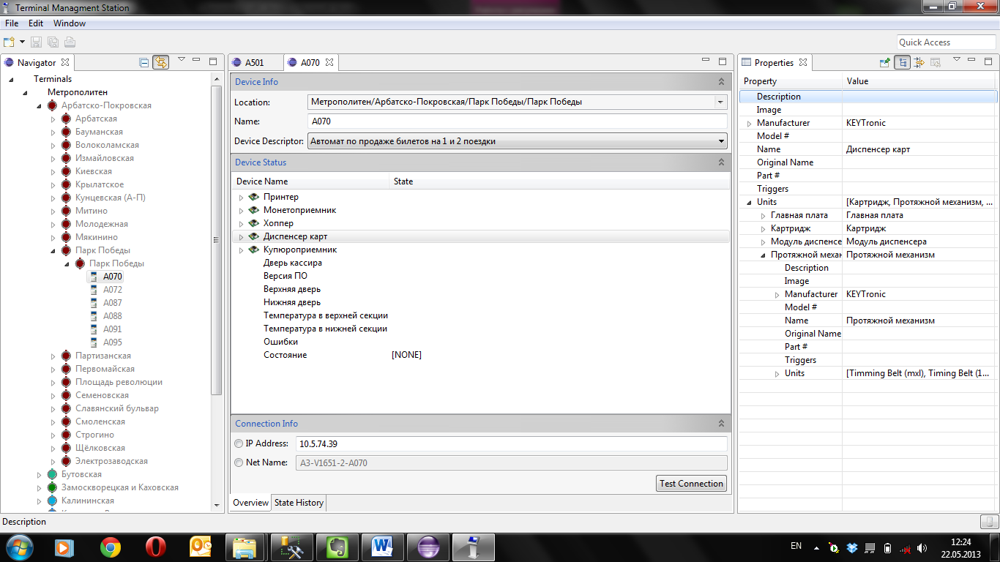 Terminal Managment Station
File Edit Window
Quick Access
Navigator
Terminals
Метрополитен
Арбатско-Покровская
Арбатская
Бауманская
Волоколамская
Измайловская
Киевская
Крылатское
Кунцевская (А-П)
Митино
Молодежная
Мякинино
Парк Победы
Парк Победы
A070
A072
A087
A088
A091
A095
Партизанская
Первомайская
Площадь революции
Семеновская
Славянский бульвар
Смоленская
Строгино
Щёлковская
Электрозаводская
Бутовская
Замоскворецкая и Каховская
Калининская
A501 A070
Device Info
Location: Метрополитен/Арбатско-Покровская/Парк Победы/Парк Победы
Name: A070
Device Descriptor: Автомат по продаже билетов на 1 и 2 поездки
Device Status
Device Name State
Принтер
Монетоприемник
Хоппер
Диспенсер карт
Купюроприемник
Дверь кассира
Версия ПО
Верхняя дверь
Нижняя дверь
Температура в верхней секции
Температура в нижней секции
Ошибки
Состояние [NONE]
Connection Info
IP Address: 10.5.74.39
Net Name: A3-V1651-2-A070
Test Connection
Overview State History
Properties
Property Value
Description
Image
Manufacturer KEYTronic
Model #
Name Диспенсер карт
Original Name
Part #
Triggers
Units [Картридж, Протяжной механизм, ...
Главная плата Главная плата
Картридж Картридж
Модуль диспенсе Модуль диспенсера
Протяжной механ Протяжной механизм
Description
Image
Manufacturer KEYTronic
Model #
Name Протяжной механизм
Original Name
Part #
Triggers
Units [Timming Belt (mxl), Timing Belt (1...
Description
EN
12:24
22.05.2013